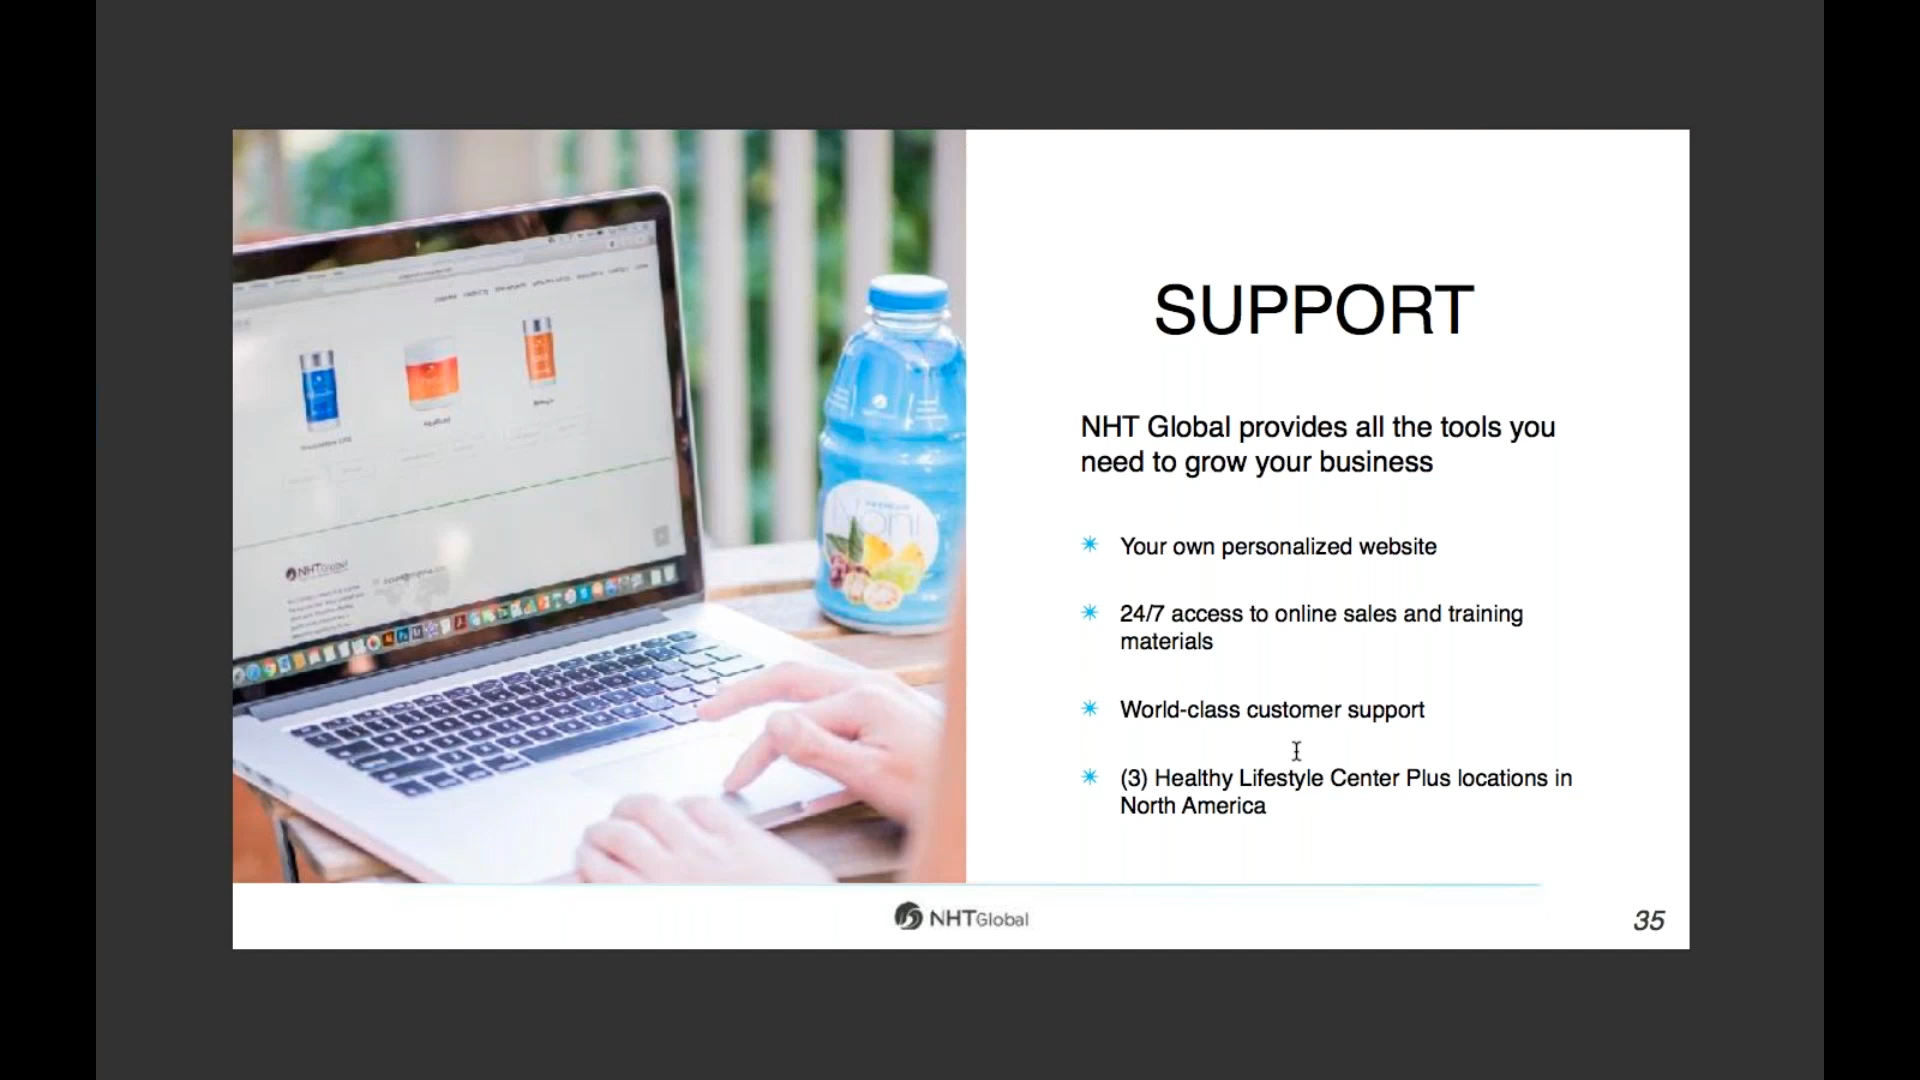 SUPPORT
NHT Global provides all the tools you
need to grow your business
Your own personalized website
24/7 access to online sales and training
materials
World-class customer support
(3) Healthy Lifestyle Center Plus locations in
North America
NHTGlobal
Noni
NHTGlobal
35